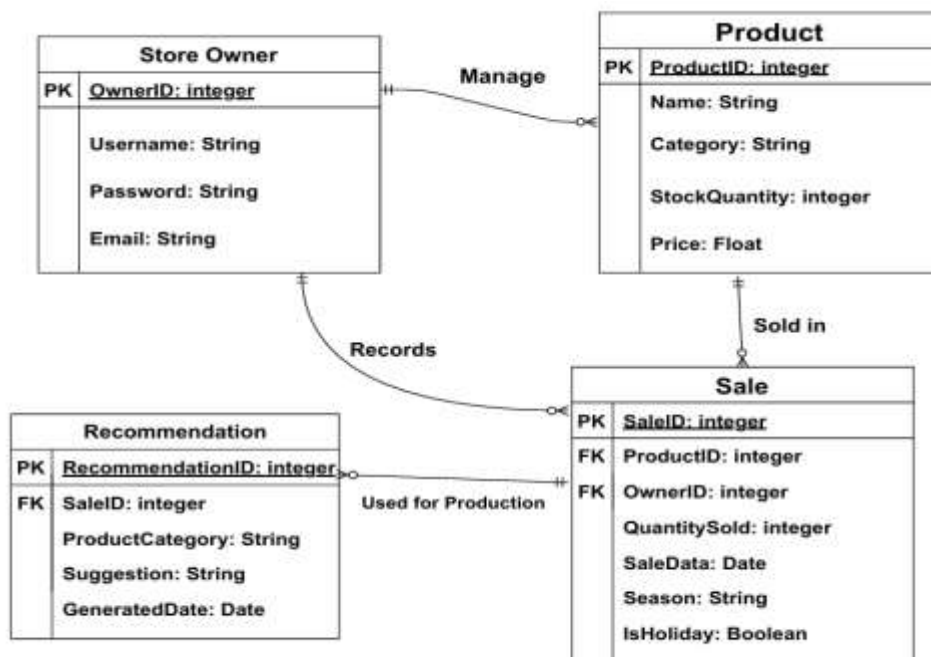 Store Owner
PK OwnerID: integer
Username: String
Password: String
Email: String
Manage
Product
PK ProductID: integer
Name: String
Category: String
StockQuantity: integer
Price: Float
Records
Sold in
Recommendation
PK RecommendationID: integer
FK SaleID: integer
ProductCategory: String
Suggestion: String
GeneratedDate: Date
Used for Production
Sale
PK SaleID: integer
FK ProductID: integer
FK OwnerID: integer
QuantitySold: integer
SaleData: Date
Season: String
IsHoliday: Boolean